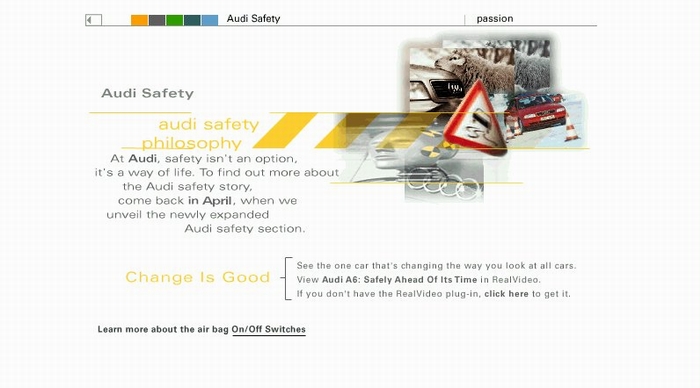 Audi Safety
passion
Audi Safety
audi safety
philosophy
At Audi, safety isn't an option,
it's a way of life. To find out more about
the Audi safety story,
come back in April, when we
unveil the newly expanded
Audi safety section.
Change Is Good
See the one car that's changing the way you look at all cars.
View Audi A6: Safely Ahead Of Its Time in RealVideo.
If you don't have the RealVideo plug-in, click here to get it.
Learn more about the air bag On/Off Switches